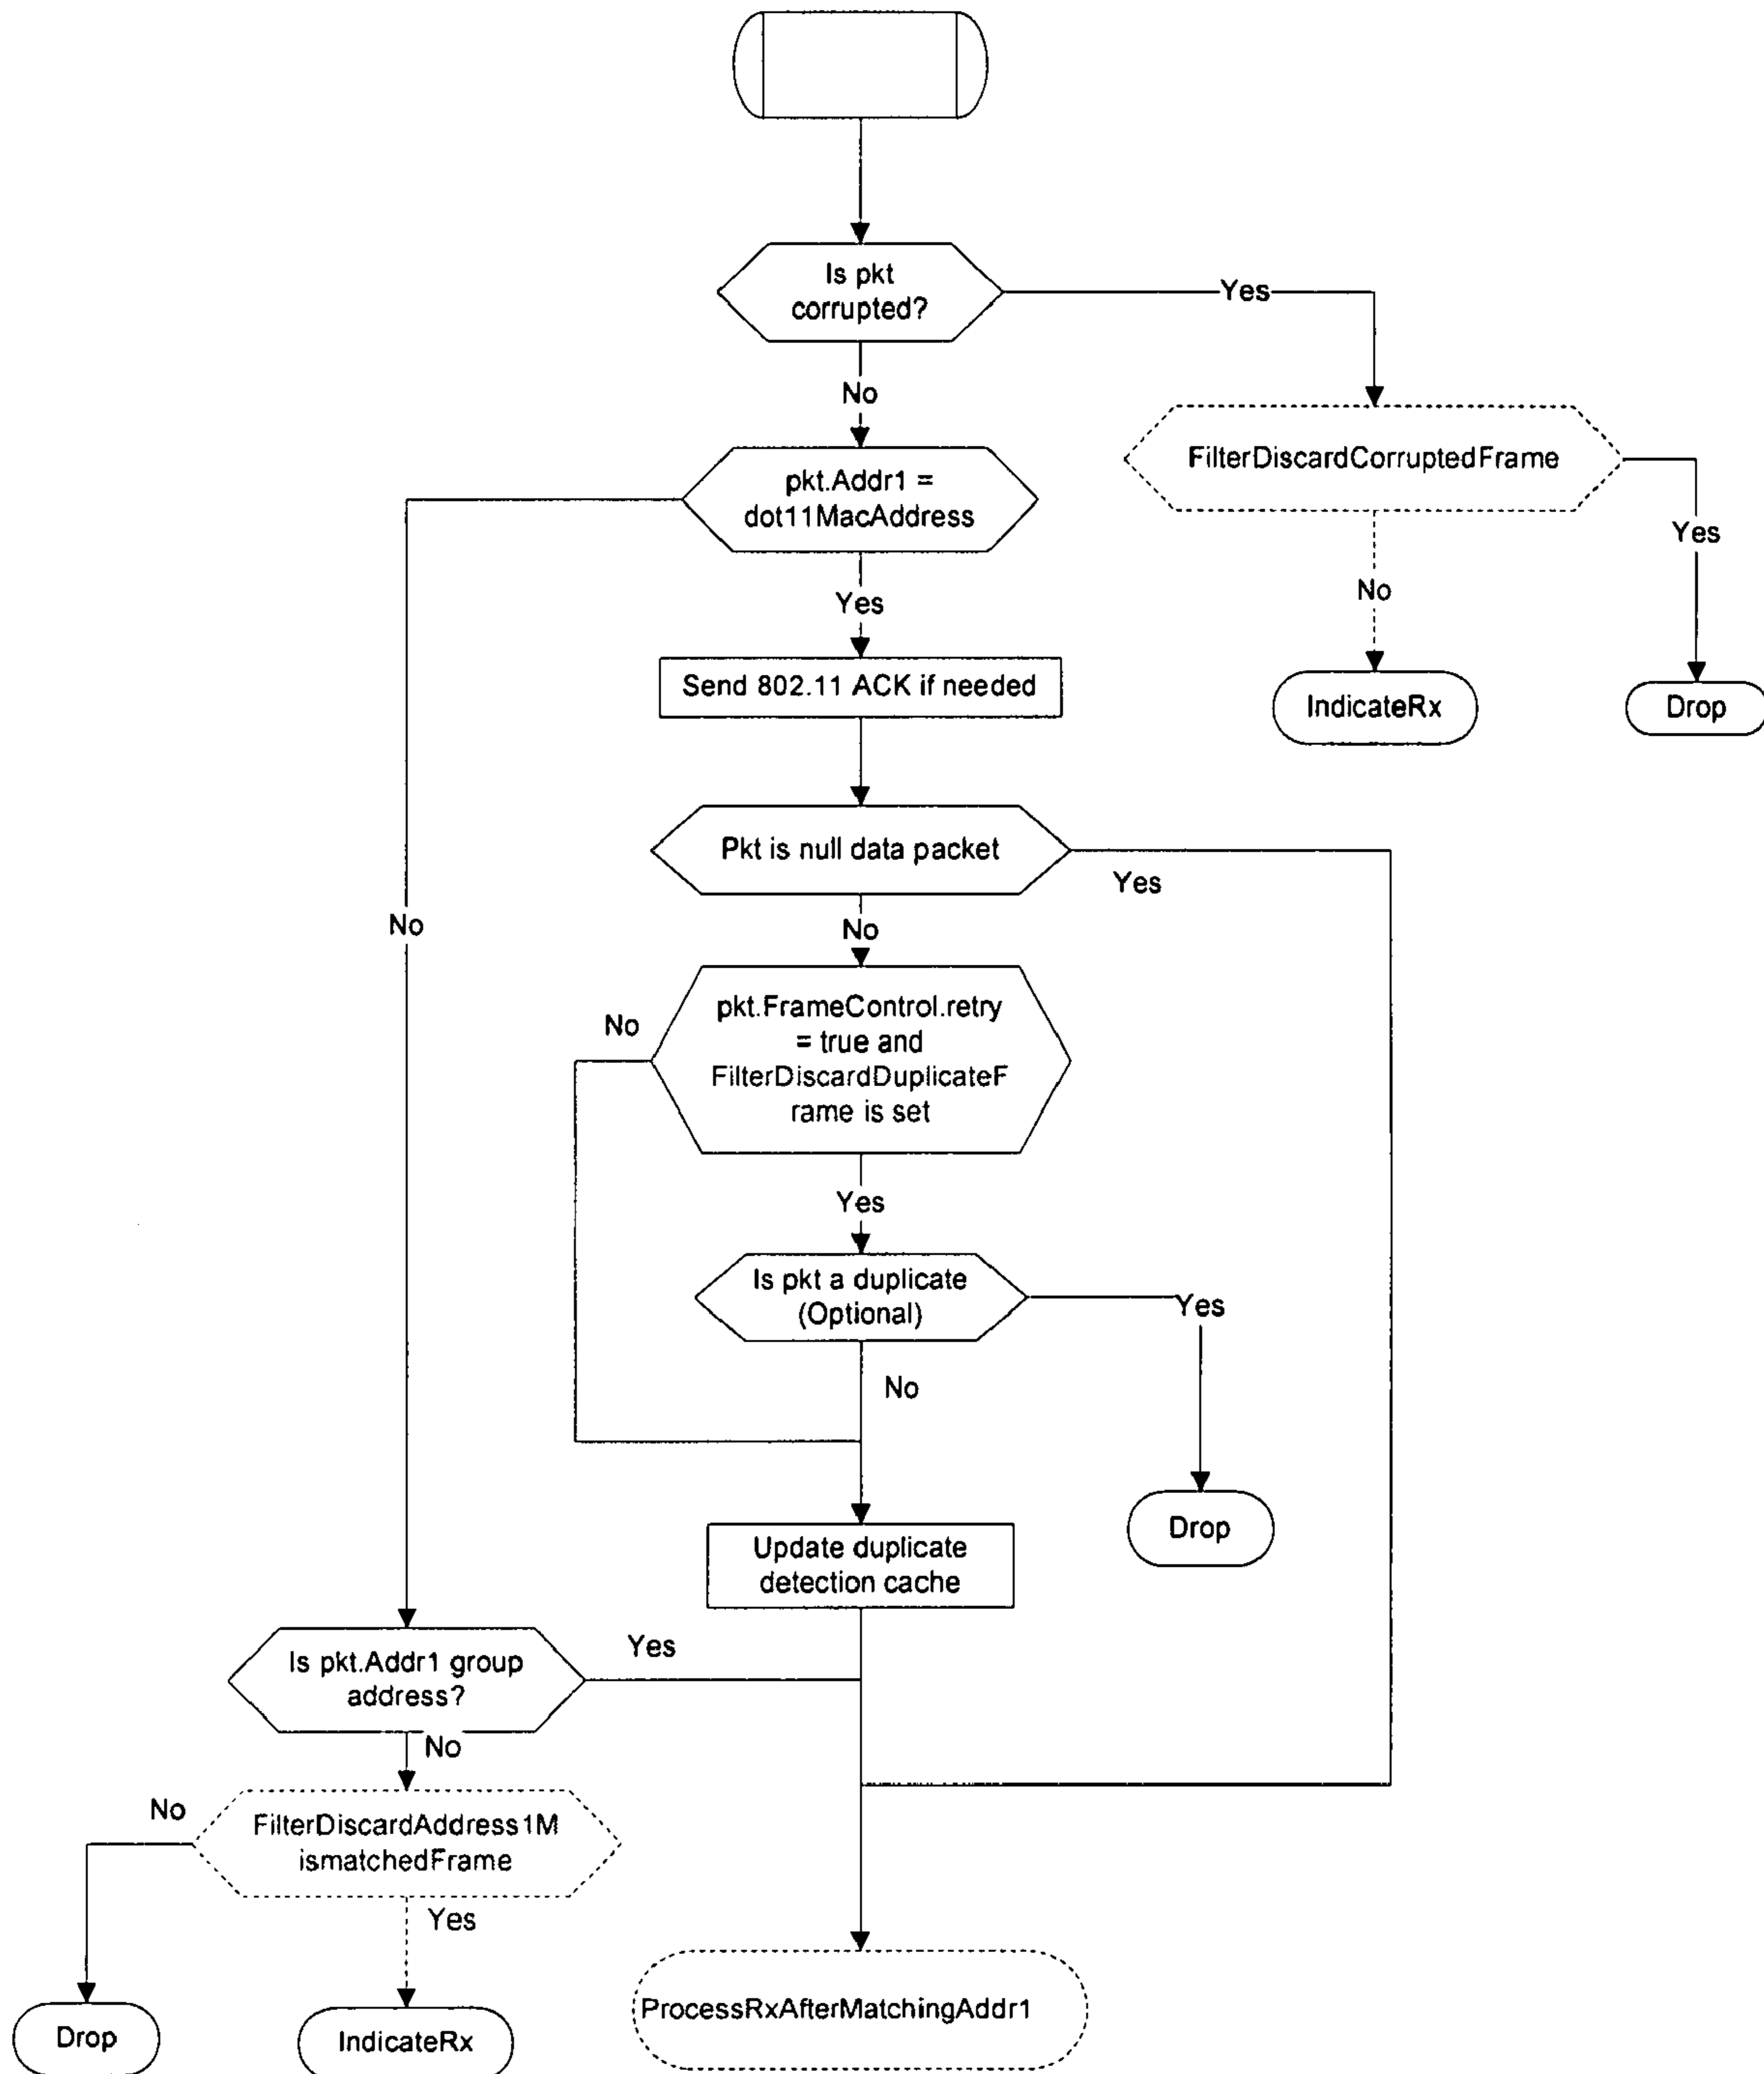 Is pkt
corrupted?
Yes
No
FilterDiscardCorruptedFrame
pkt.Addr1 =
dot11MacAddress
Yes
No
Yes
Send 802.11 ACK if needed
IndicateRx
Drop
Pkt is null data packet
Yes
No
No
No
pkt.FrameControl.retry
= true and
FilterDiscardDuplicateF
rame is set
Yes
Is pkt a duplicate
(Optional)
Yes
No
Drop
Update duplicate
detection cache
Is pkt.Addr1 group
address?
Yes
No
No
FilterDiscardAddress1M
ismatchedFrame
Yes
Drop
IndicateRx
ProcessRxAfterMatchingAddr1